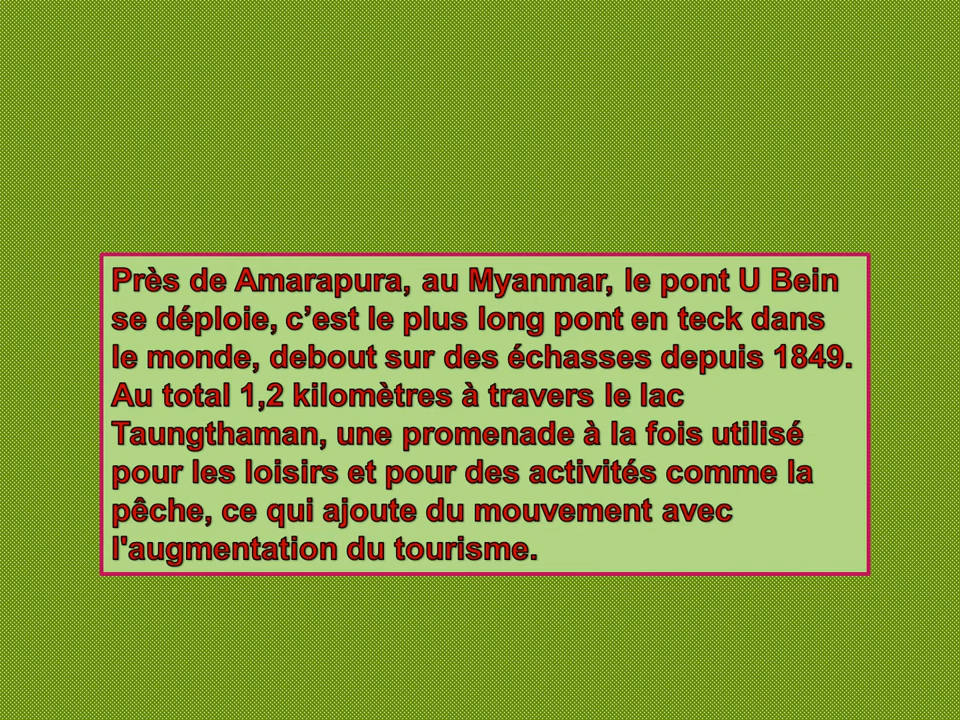 Près de Amarapura, au Myanmar, le pont U Bein
se déploie, c’est le plus long pont en teck dans
le monde, debout sur des échasses depuis 1849.
Au total 1,2 kilomètres à travers le lac
Taungthaman, une promenade à la fois utilisé
pour les loisirs et pour des activités comme la
pêche, ce qui ajoute du mouvement avec
l'augmentation du tourisme.